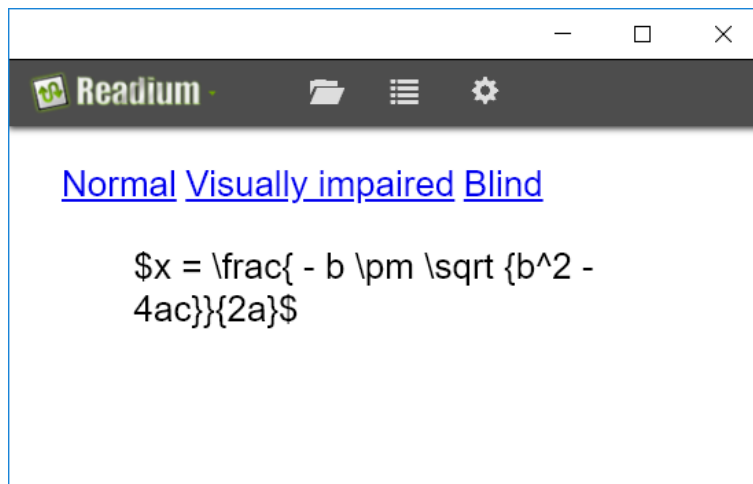 Readium
Normal Visually impaired Blind
$x = \frac{ - b \pm \sqrt {b^2 -
4ac}}{2a}$